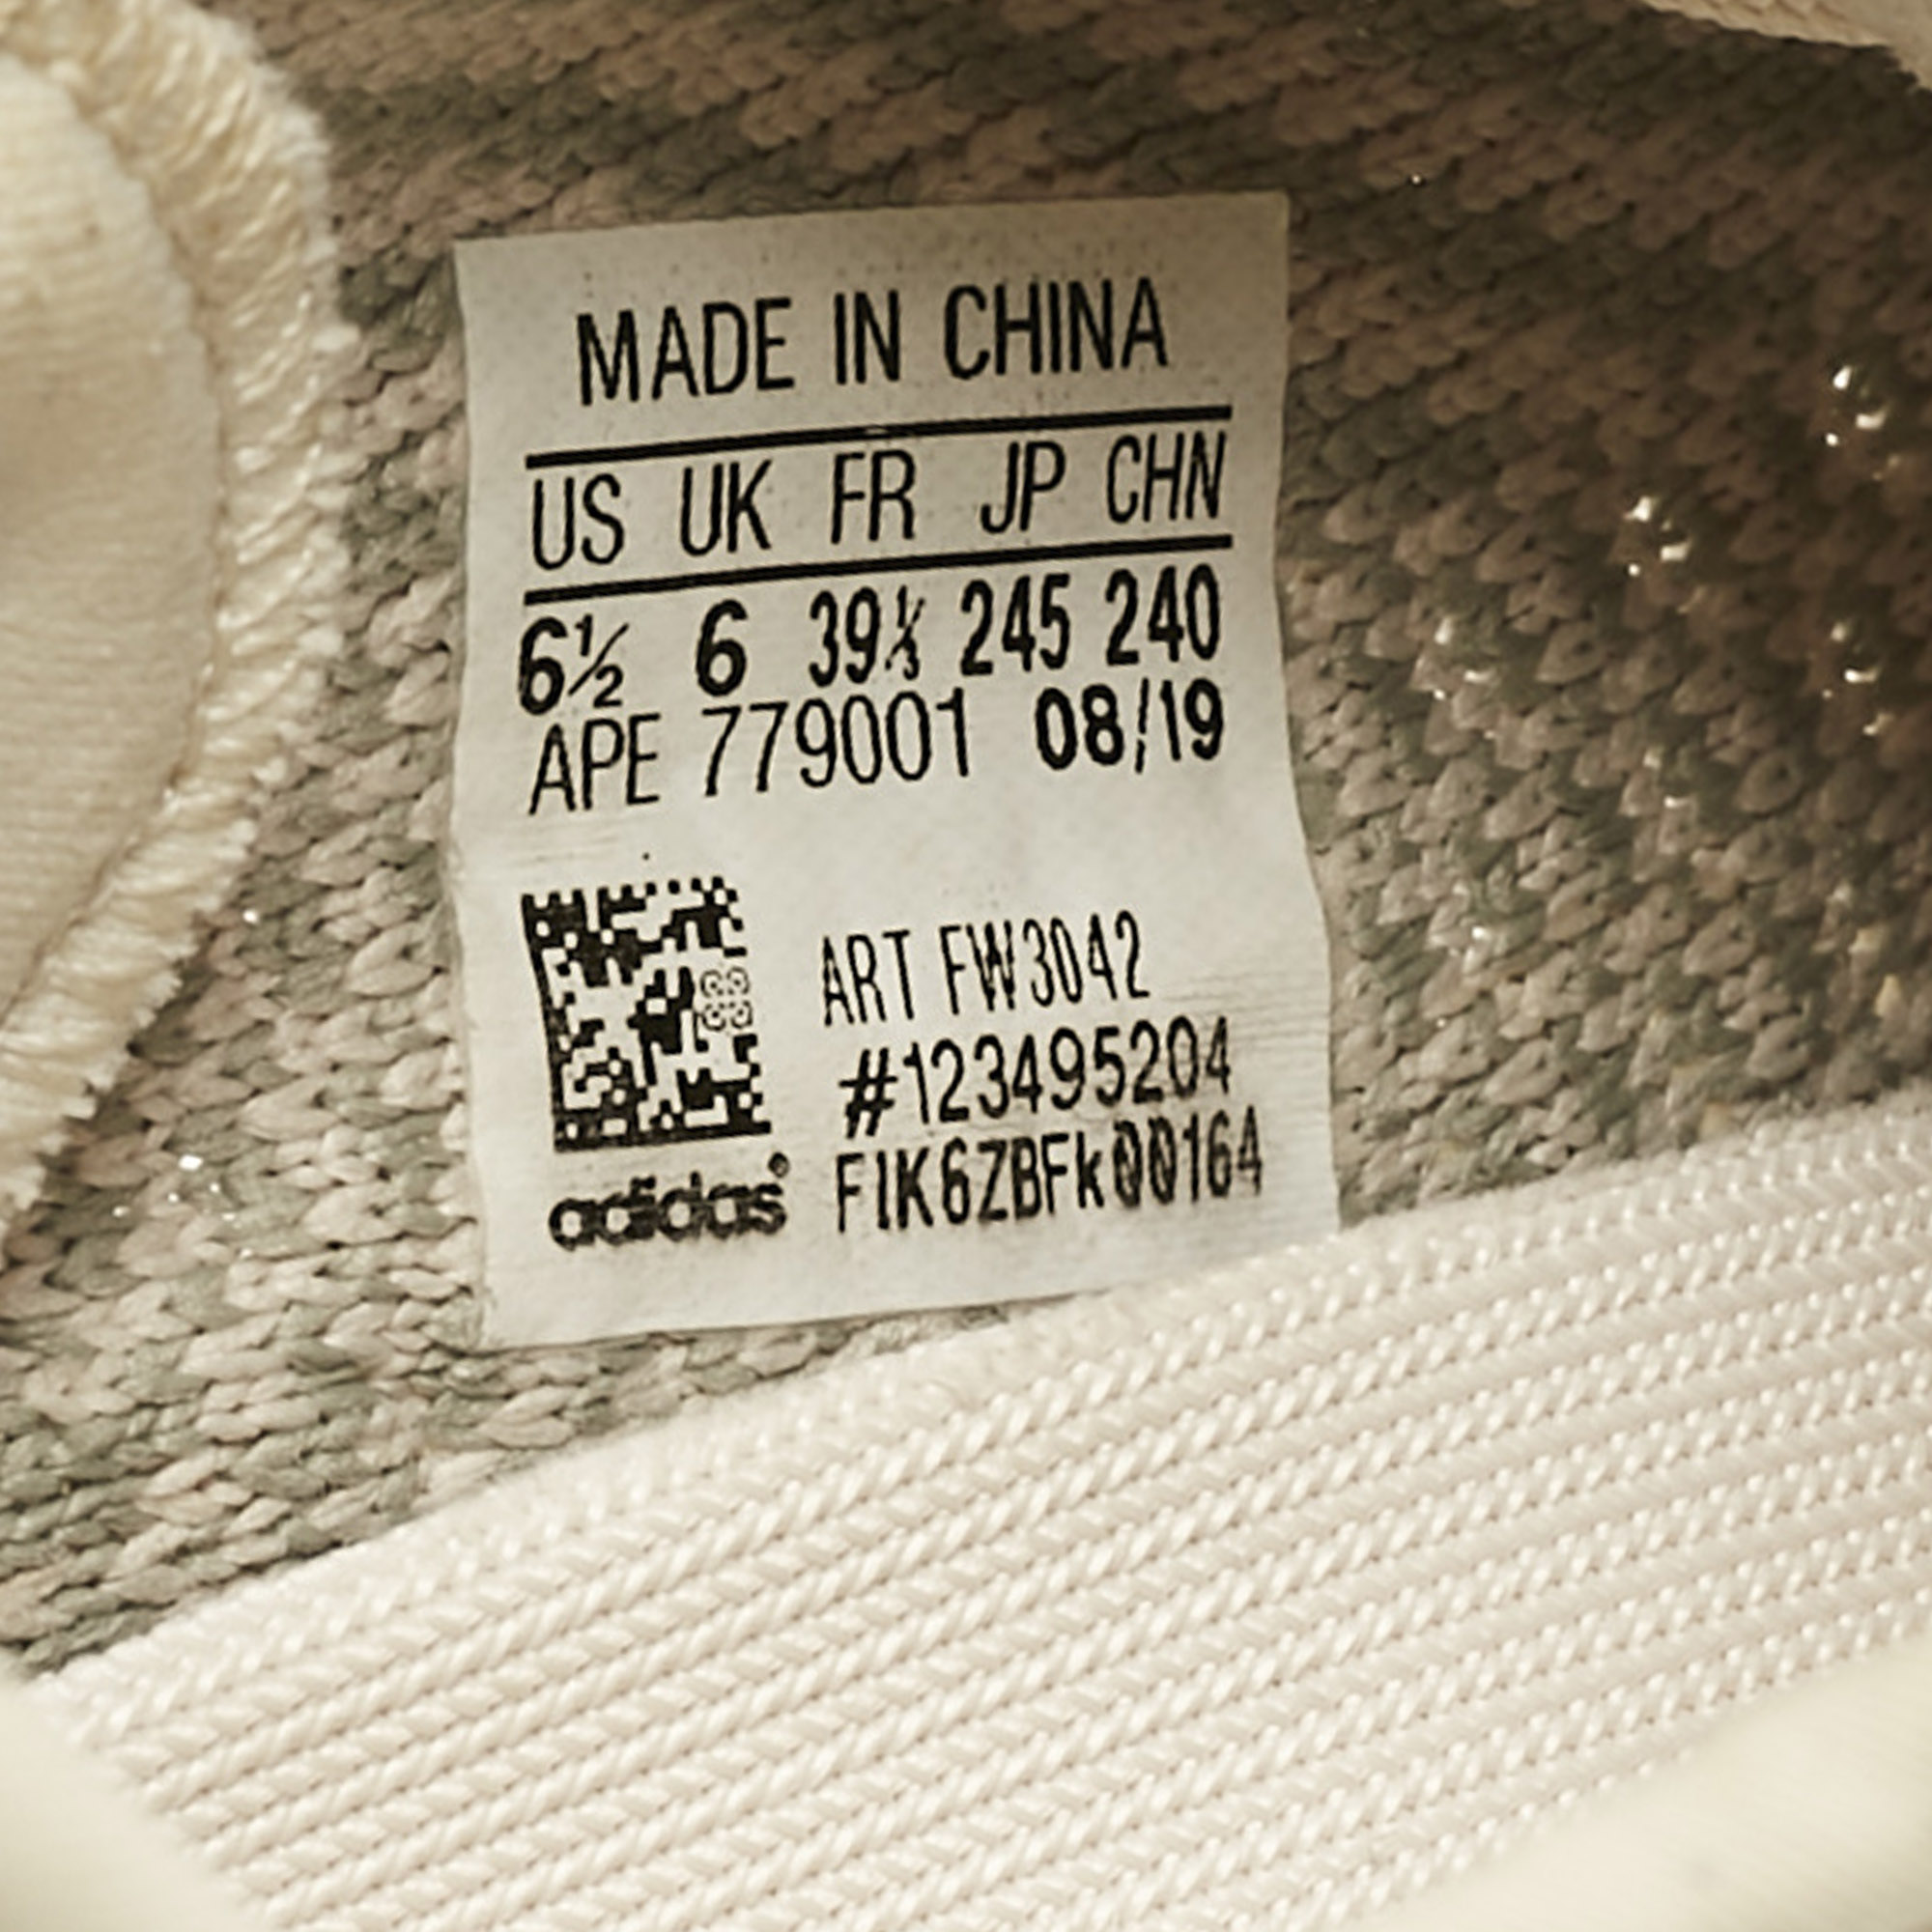 MADE IN CHINA
US UK FR JP CHN
6½ 6 39⅓ 245 240
APE 779001 08/19
ART FW3042
#123495204
FIK6ZBFk00164
adidas®